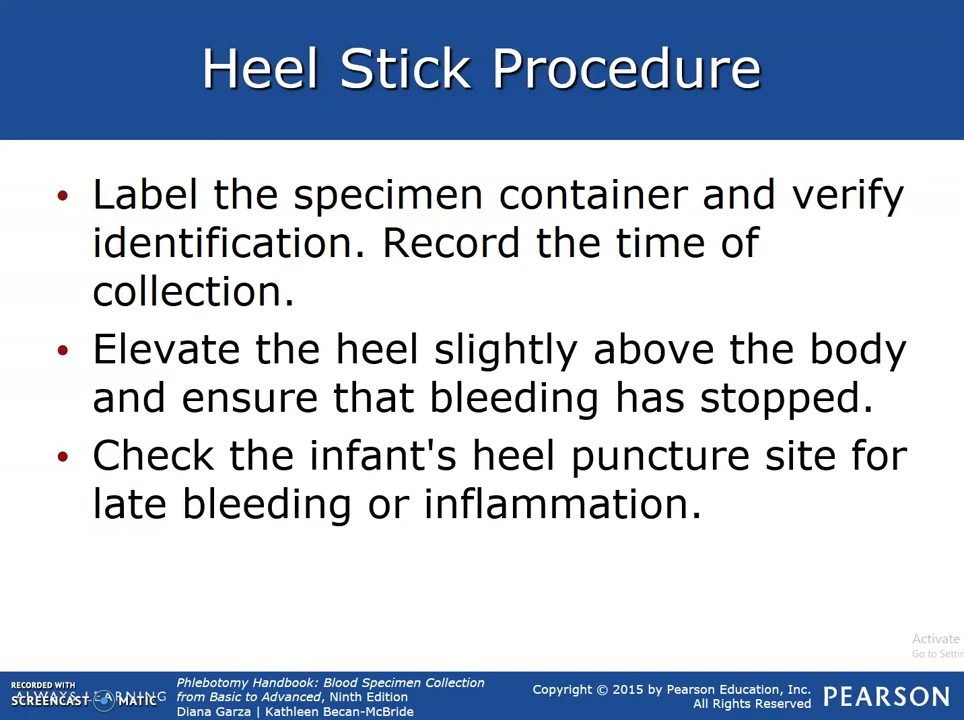 Heel Stick Procedure
• Label the specimen container and verify
identification. Record the time of
collection.
• Elevate the heel slightly above the body
and ensure that bleeding has stopped.
• Check the infant's heel puncture site for
late bleeding or inflammation.
Activate
Go to Settin
RECORDED WITH
SCREENCAST MATIC
ALWAYS LEARNING
Phlebotomy Handbook: Blood Specimen Collection
from Basic to Advanced, Ninth Edition
Diana Garza | Kathleen Becan-McBride
Copyright © 2015 by Pearson Education, Inc.
All Rights Reserved
PEARSON